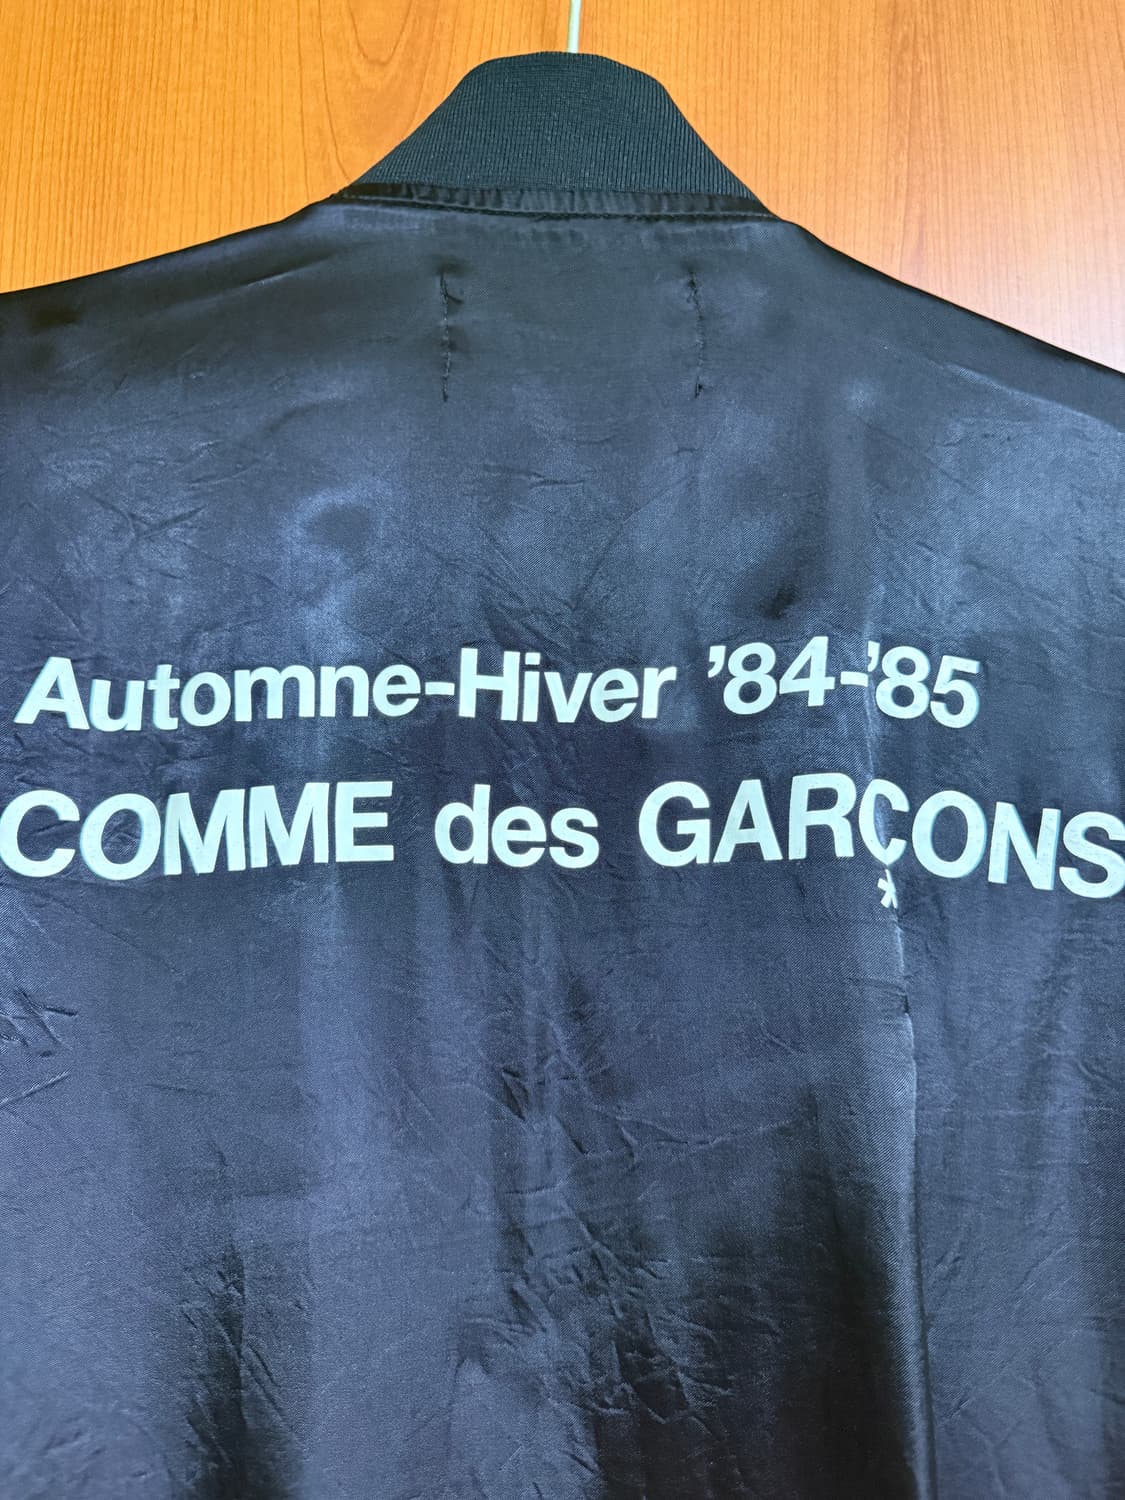 Automne-Hiver ’84-’85
COMME des GARÇONS
*